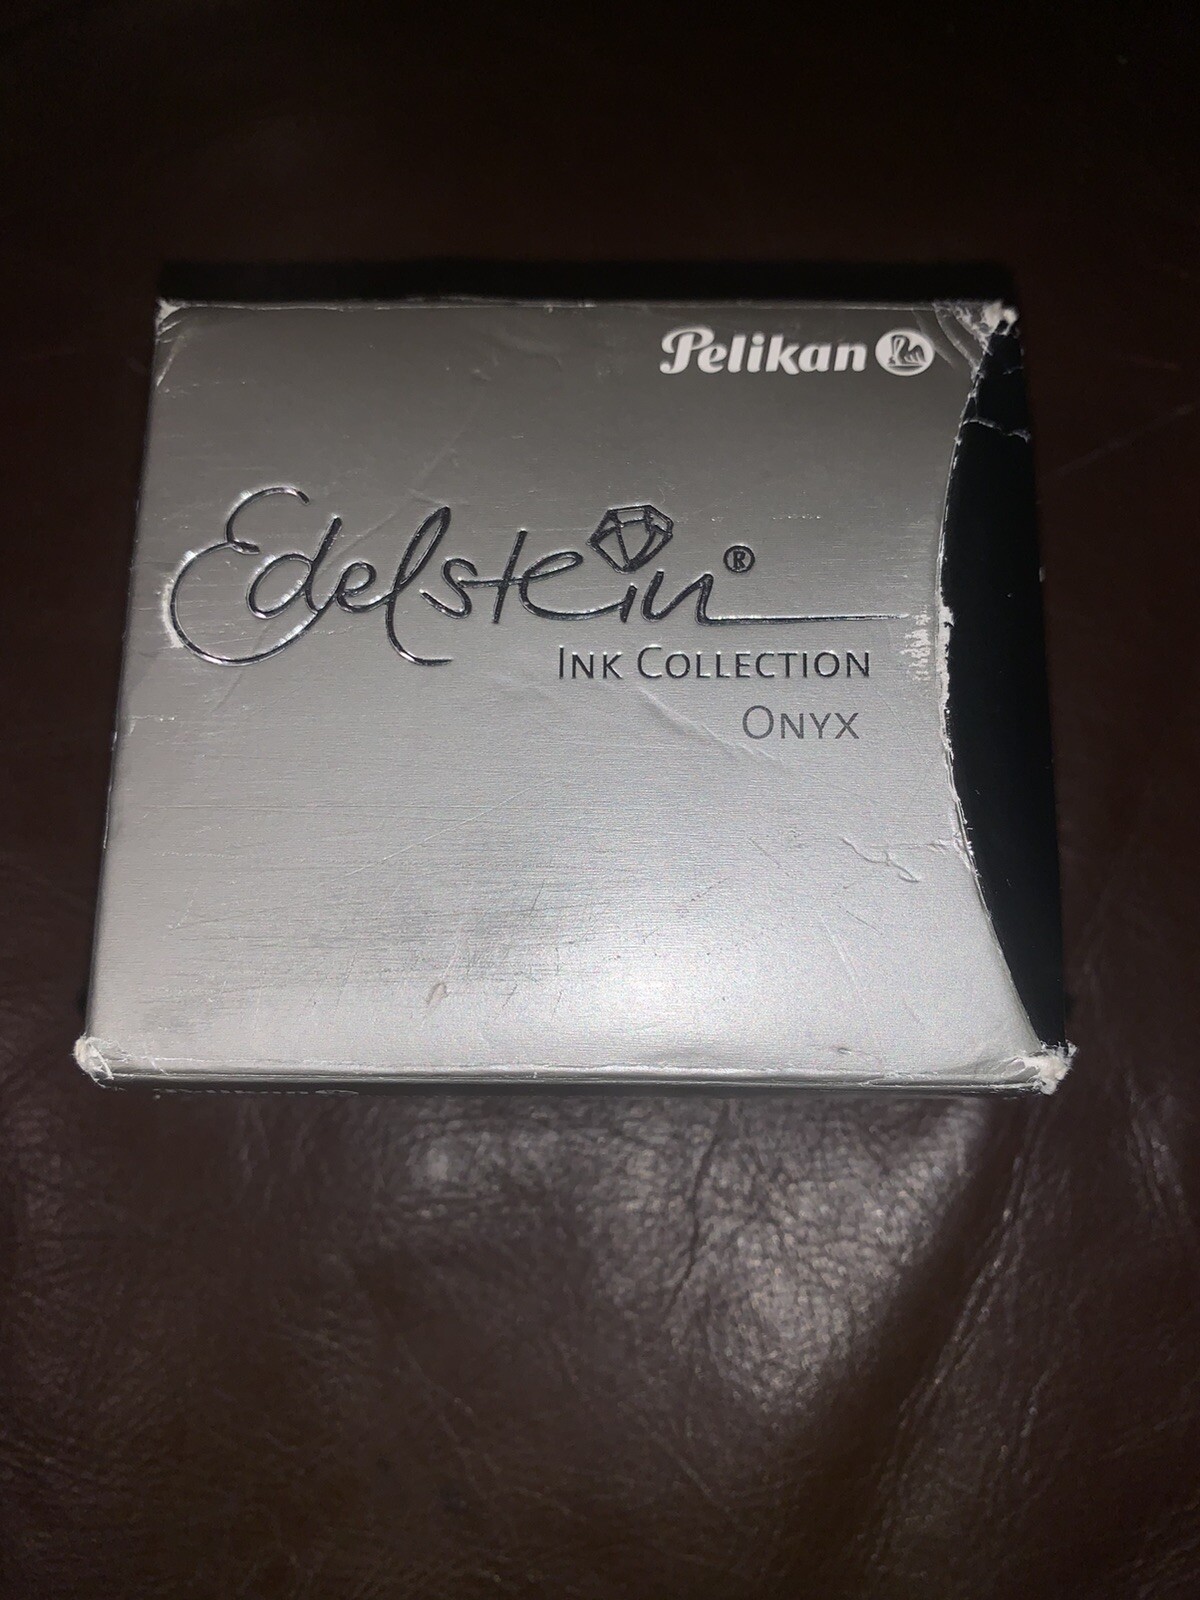 Pelikan
Edelstein®
INK COLLECTION
ONYX